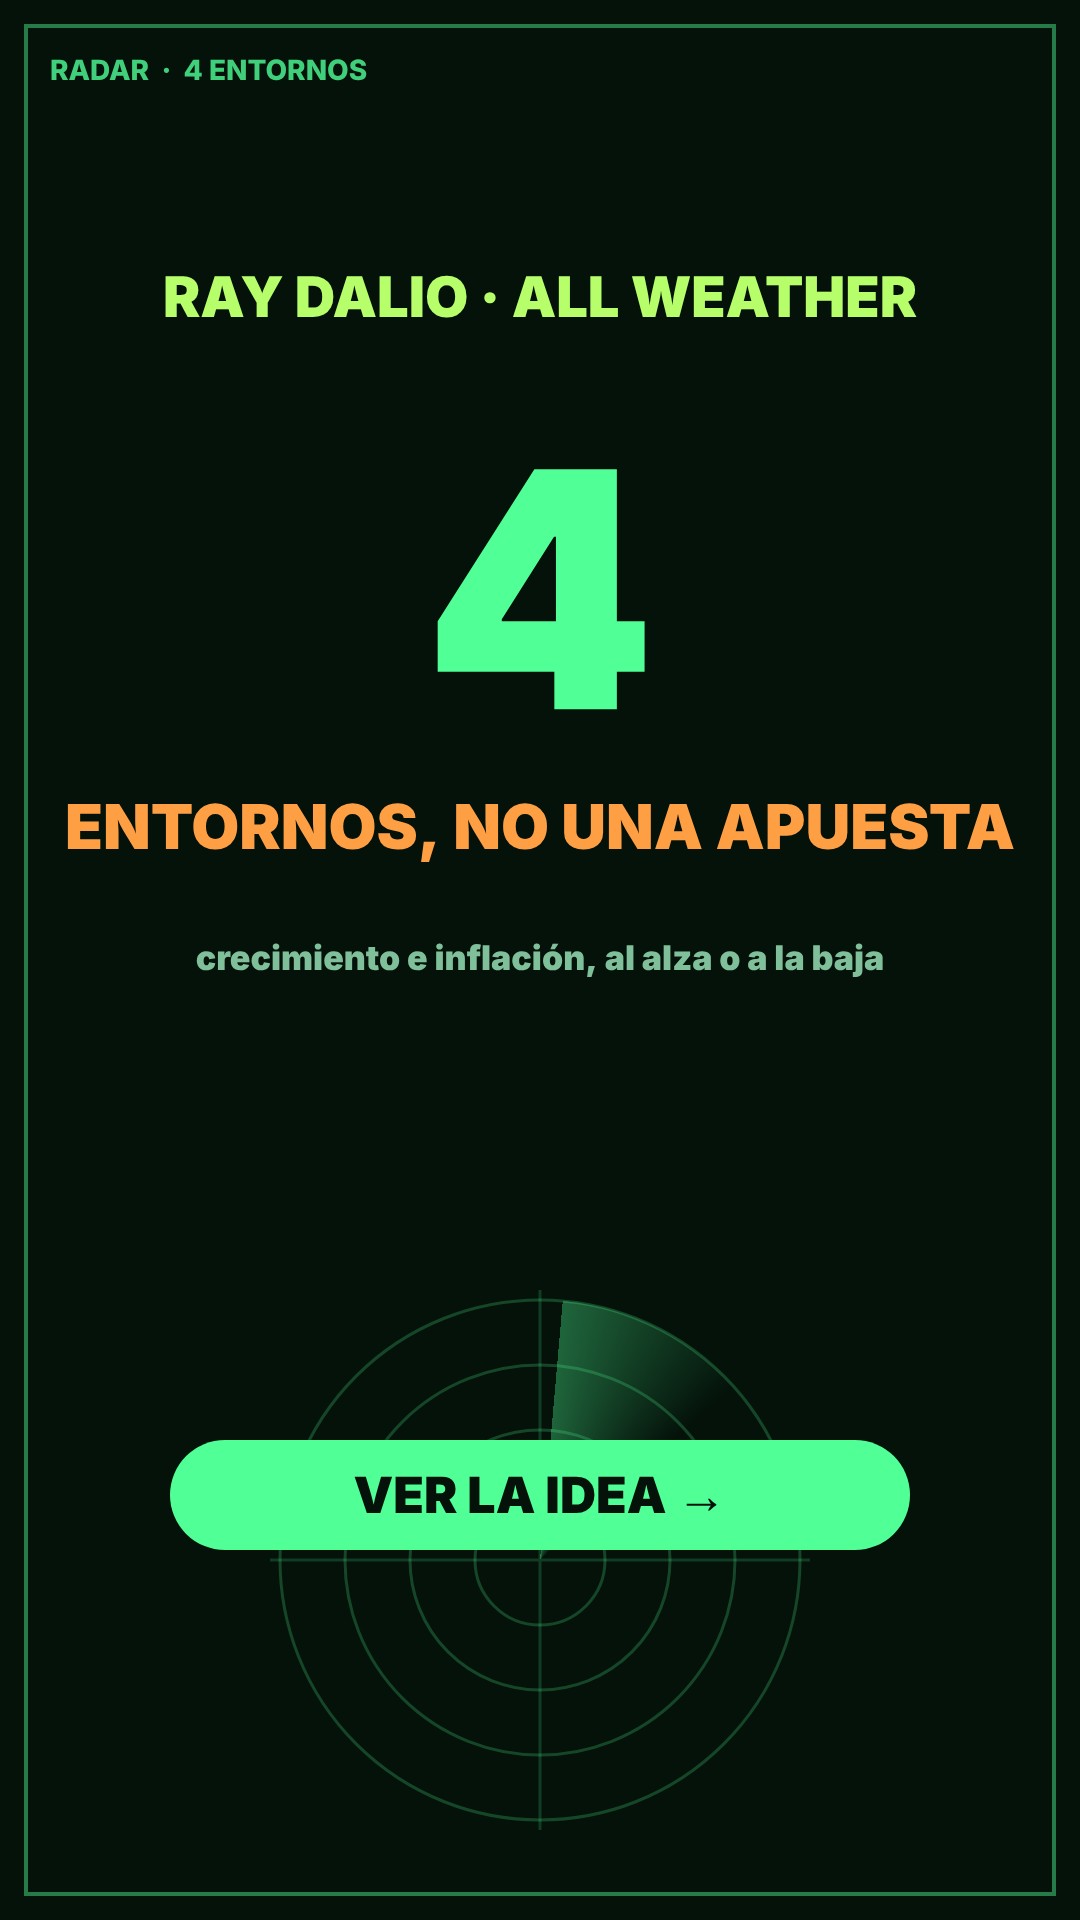 RADAR · 4 ENTORNOS
RAY DALIO · ALL WEATHER
4
ENTORNOS, NO UNA APUESTA
crecimiento e inflación, al alza o a la baja
VER LA IDEA →